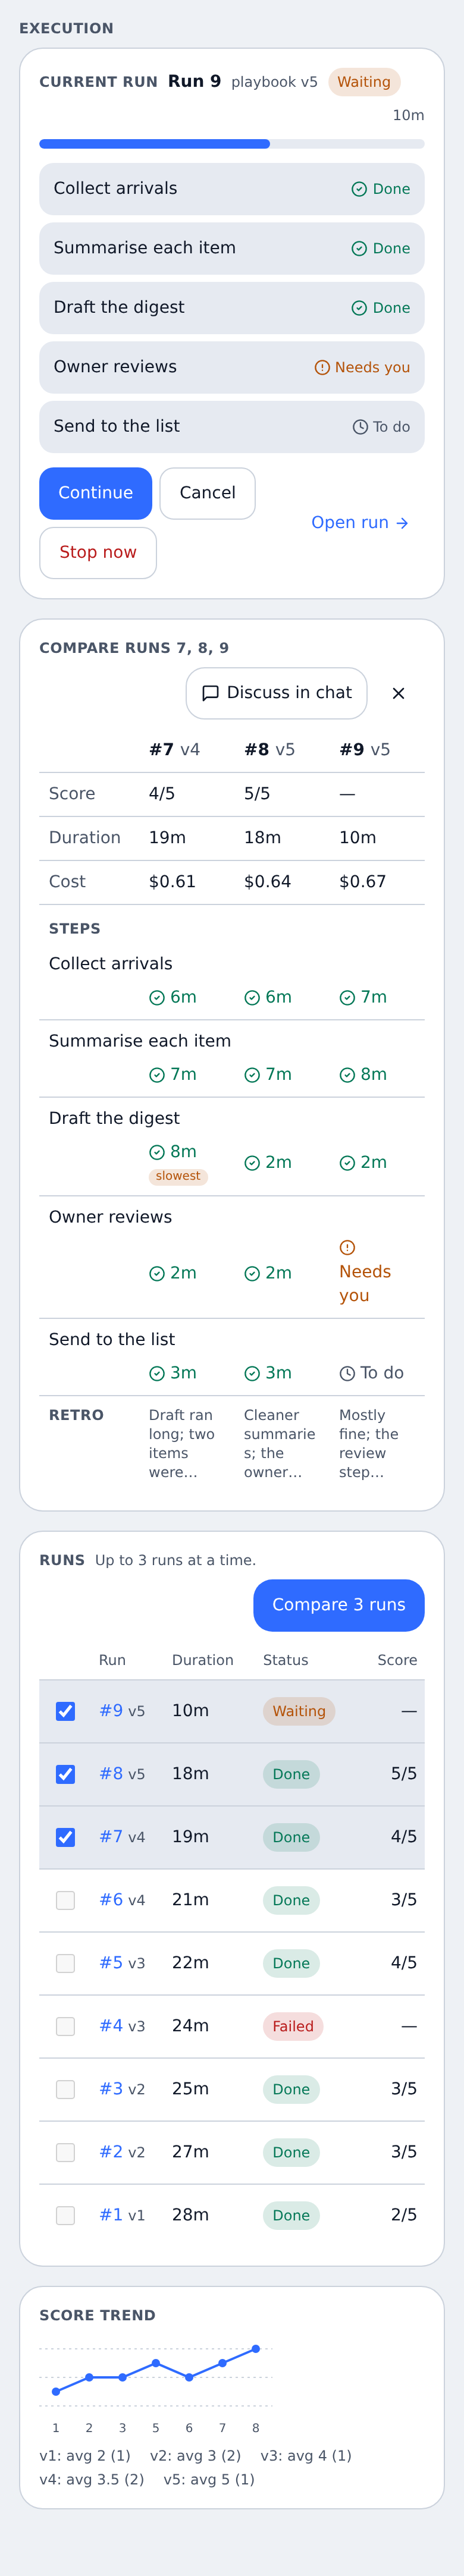 EXECUTION
CURRENT RUN Run 9 playbook v5 Waiting
10m
Collect arrivals Done
Summarise each item Done
Draft the digest Done
Owner reviews Needs you
Send to the list To do
Continue Cancel
Open run →
Stop now
COMPARE RUNS 7, 8, 9
Discuss in chat
#7 v4 #8 v5 #9 v5
Score 4/5 5/5 —
Duration 19m 18m 10m
Cost $0.61 $0.64 $0.67
STEPS
Collect arrivals
6m 6m 7m
Summarise each item
7m 7m 8m
Draft the digest
8m 2m 2m
slowest
Owner reviews
2m 2m Needs you
Send to the list
3m 3m To do
RETRO Draft ran Cleaner Mostly
long; two summarie fine; the
items s; the review
were… owner… step…
RUNS Up to 3 runs at a time.
Compare 3 runs
Run Duration Status Score
#9 v5 10m Waiting —
#8 v5 18m Done 5/5
#7 v4 19m Done 4/5
#6 v4 21m Done 3/5
#5 v3 22m Done 4/5
#4 v3 24m Failed —
#3 v2 25m Done 3/5
#2 v2 27m Done 3/5
#1 v1 28m Done 2/5
SCORE TREND
1 2 3 5 6 7 8
v1: avg 2 (1) v2: avg 3 (2) v3: avg 4 (1)
v4: avg 3.5 (2) v5: avg 5 (1)